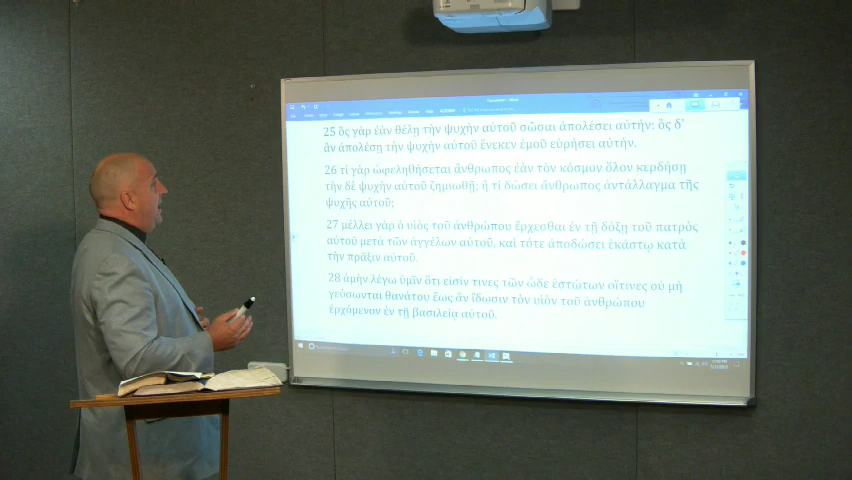 25 ὃς γὰρ ἐὰν θέλῃ τὴν ψυχὴν αὐτοῦ σῶσαι ἀπολέσει αὐτήν: ὃς δ'
ἂν ἀπολέσῃ τὴν ψυχὴν αὐτοῦ ἕνεκεν ἐμοῦ εὑρήσει αὐτήν.
26 τί γὰρ ὠφεληθήσεται ἄνθρωπος ἐὰν τὸν κόσμον ὅλον κερδήσῃ
τὴν δὲ ψυχὴν αὐτοῦ ζημιωθῇ; ἢ τί δώσει ἄνθρωπος ἀντάλλαγμα τῆς
ψυχῆς αὐτοῦ;
27 μέλλει γὰρ ὁ υἱὸς τοῦ ἀνθρώπου ἔρχεσθαι ἐν τῇ δόξῃ τοῦ πατρὸς
αὐτοῦ μετὰ τῶν ἀγγέλων αὐτοῦ, καὶ τότε ἀποδώσει ἑκάστῳ κατὰ
τὴν πρᾶξιν αὐτοῦ.
28 ἀμὴν λέγω ὑμῖν ὅτι εἰσίν τινες τῶν ὧδε ἑστώτων οἵτινες οὐ μὴ
γεύσωνται θανάτου ἕως ἂν ἴδωσιν τὸν υἱὸν τοῦ ἀνθρώπου
ἐρχόμενον ἐν τῇ βασιλείᾳ αὐτοῦ.